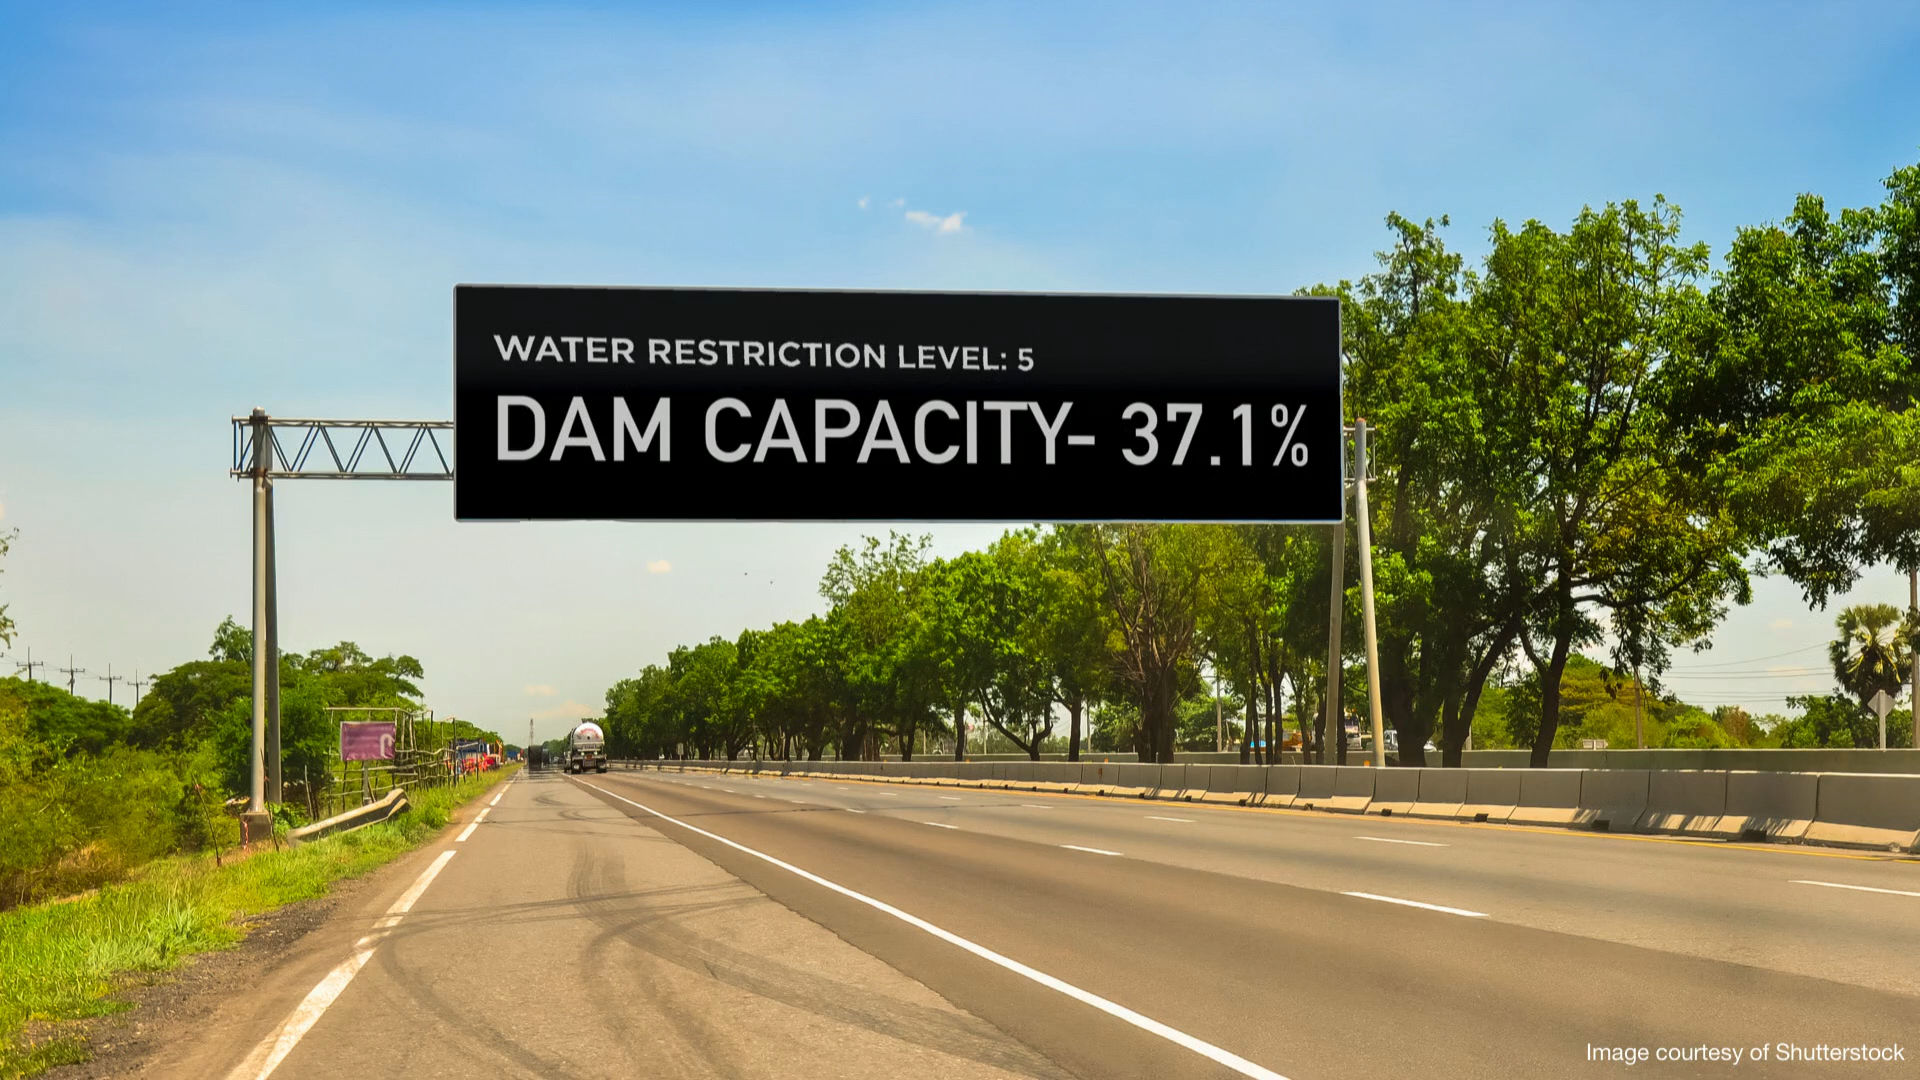 WATER RESTRICTION LEVEL: 5
DAM CAPACITY- 37.1%
Image courtesy of Shutterstock